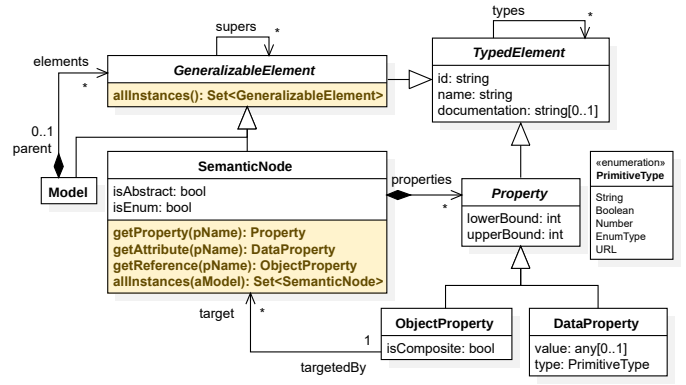 supers
*
types
*
elements
*
GeneralizableElement
allInstances(): Set<GeneralizableElement>
TypedElement
id: string
name: string
documentation: string[0..1]
0..1
parent
Model
SemanticNode
isAbstract: bool
isEnum: bool
getProperty(pName): Property
getAttribute(pName): DataProperty
getReference(pName): ObjectProperty
allInstances(aModel): Set<SemanticNode>
properties
*
Property
lowerBound: int
upperBound: int
«enumeration»
PrimitiveType
String
Boolean
Number
EnumType
URL
target
*
1
targetedBy
ObjectProperty
isComposite: bool
DataProperty
value: any[0..1]
type: PrimitiveType